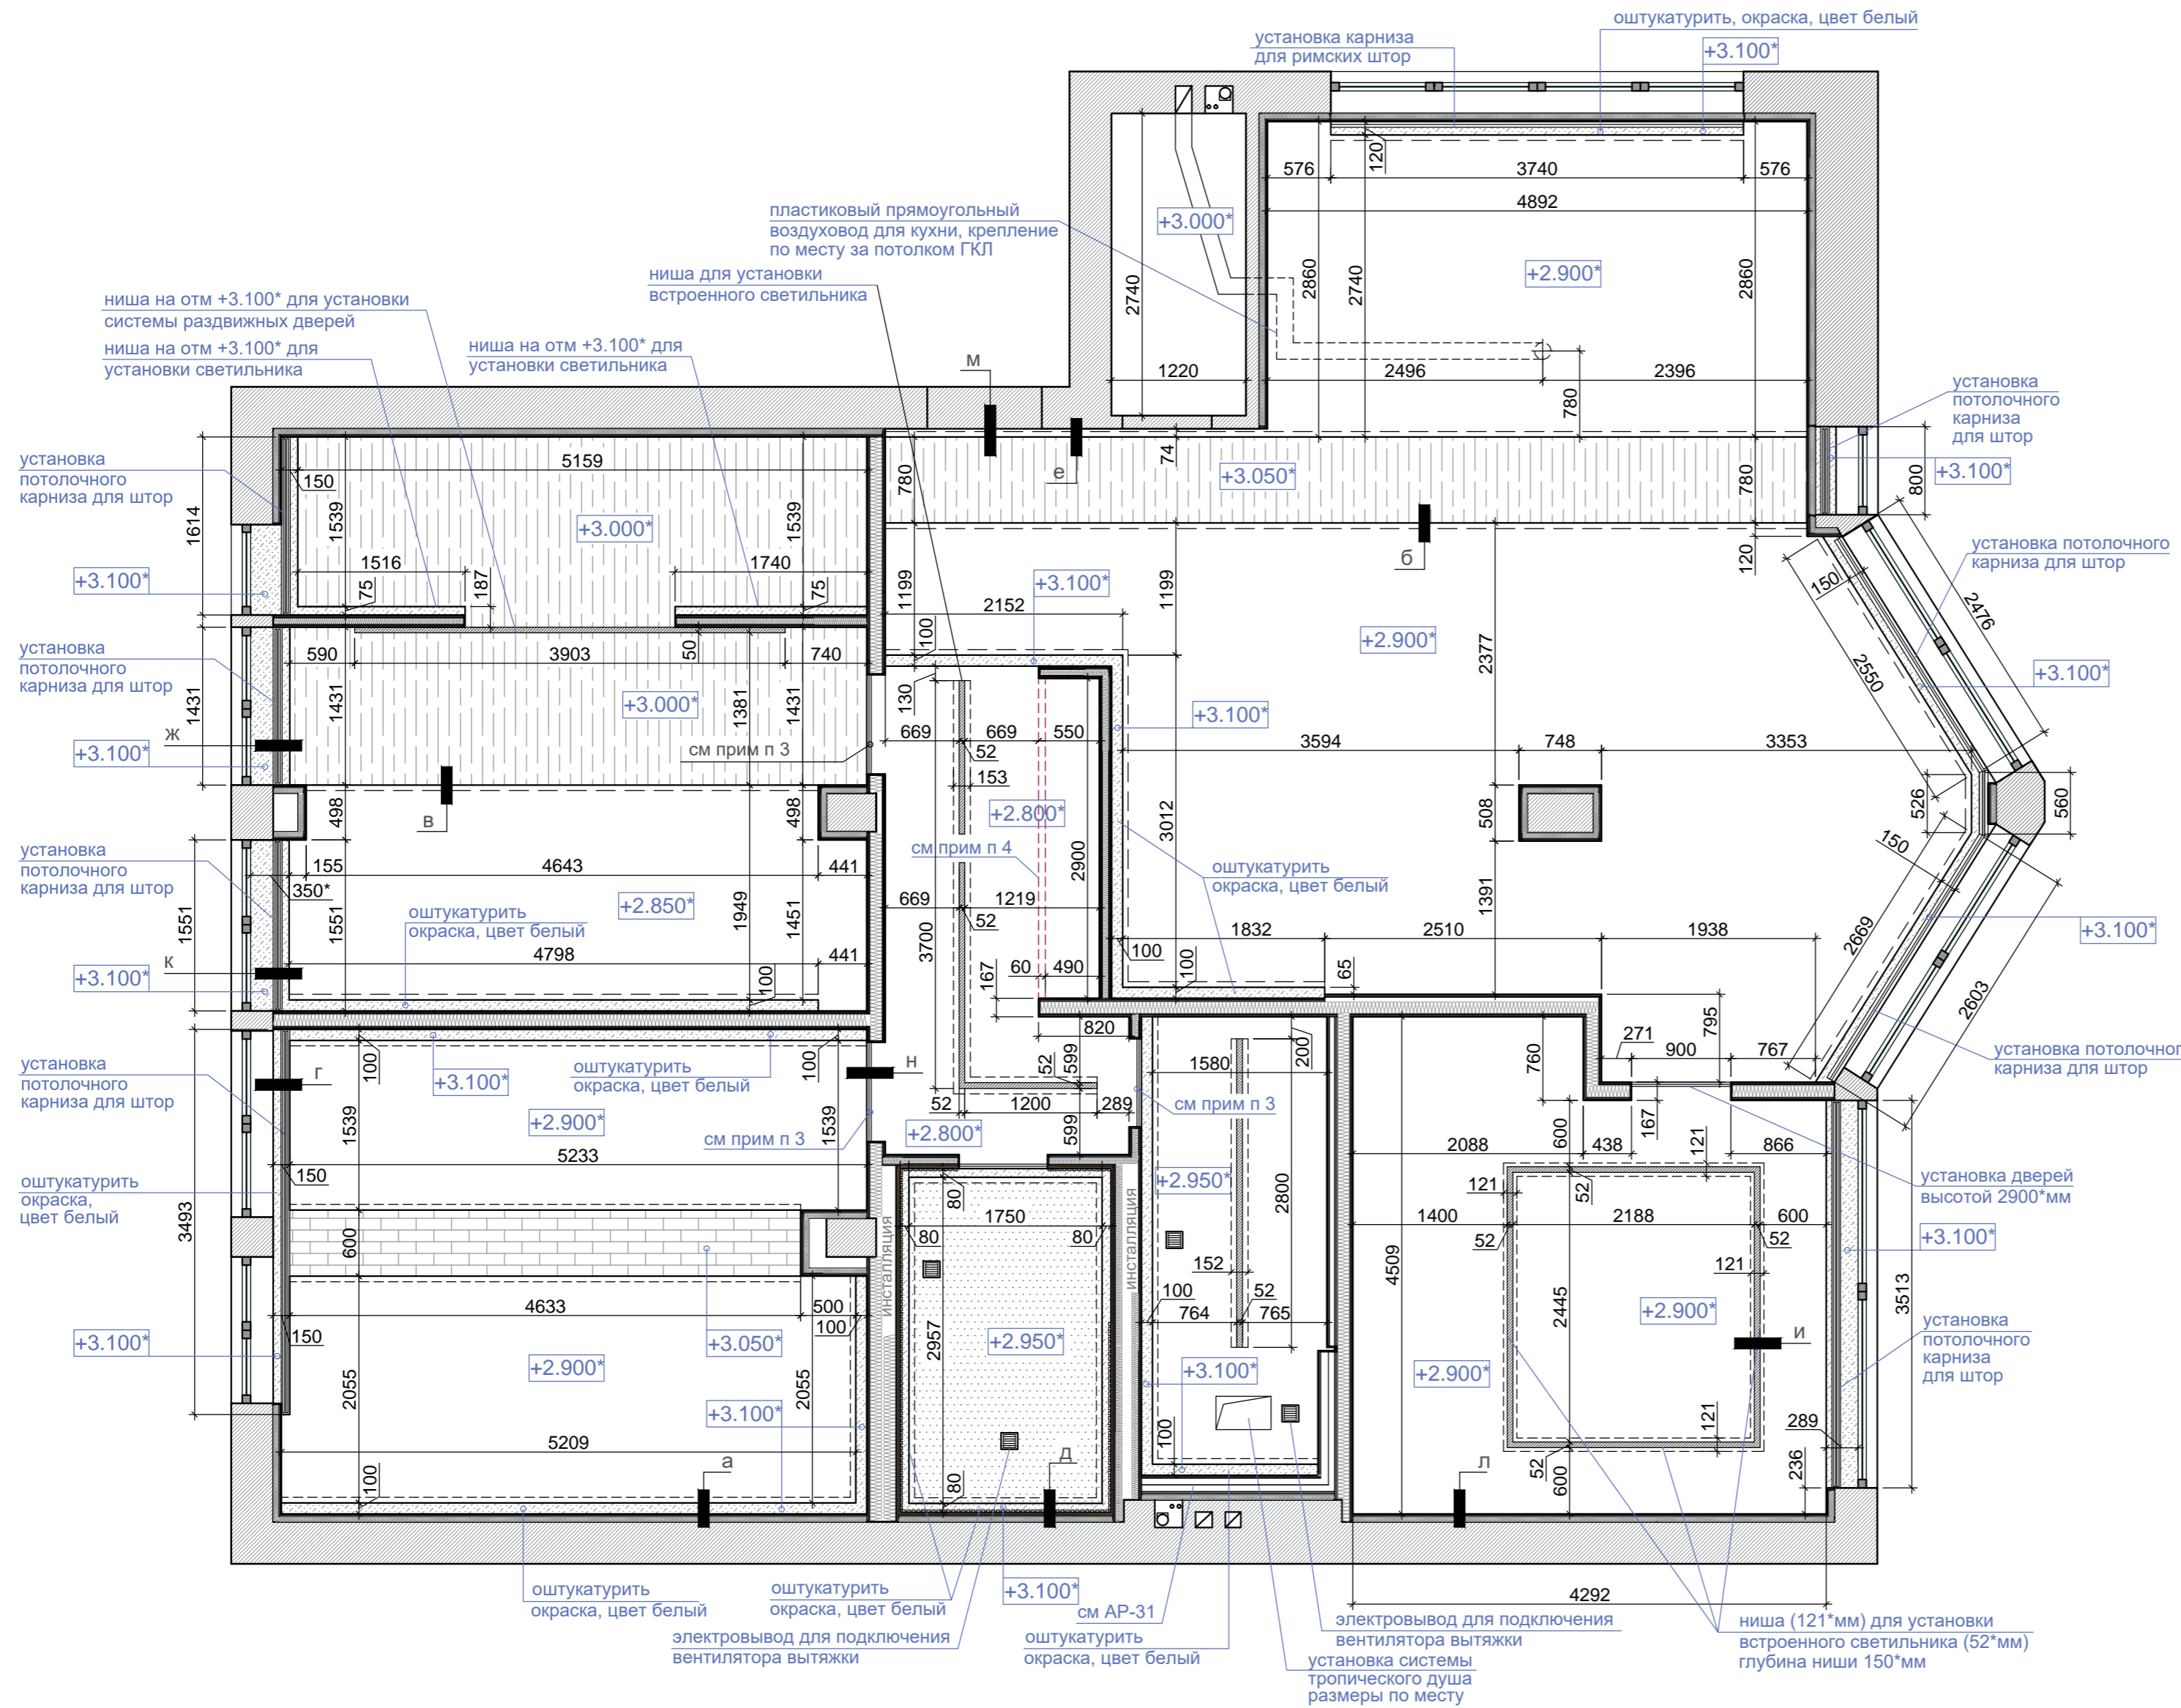 оштукатурить, окраска, цвет белый
установка карниза
для римских штор
+3.100*
120
576
3740
576
4892
пластиковый прямоугольный
воздуховод для кухни, крепление
по месту за потолком ГКЛ
+3.000*
2740
2860
2740
+2.900*
2860
1220
2496
2396
780
ниша для установки
встроенного светильника
ниша на отм +3.100* для установки
системы раздвижных дверей
ниша на отм +3.100* для
установки светильника
ниша на отм +3.100* для
установки светильника
м
е
установка
потолочного
карниза
для штор
+3.100*
800
установка
потолочного
карниза для штор
5159
150
1614
1539
+3.000*
1539
780
74
+3.050*
780
б
120
1516
187
1740
75
75
+3.100*
установка потолочного
карниза для штор
150
2476
2550
+3.100*
1199
2152
+3.100*
1199
100
+2.900*
2377
установка
потолочного
карниза для штор
590
3903
50
740
1431
1431
+3.000*
1381
1431
130
ж
+3.100*
см прим п 3
669
669
550
52
153
+3.100*
3594
748
3353
в
498
498
+2.800*
см прим п 4
2900
3012
508
526
560
150
установка
потолочного
карниза для штор
155
4643
441
350*
1551
1551
оштукатурить
окраска, цвет белый
+2.850*
1949
1451
669
1219
52
оштукатурить
окраска, цвет белый
1391
к
+3.100*
4798
441
100
3700
167
60
490
1832
2510
1938
100
100
65
2669
+3.100*
2603
820
установка
потолочного
карниза для штор
г
100
+3.100*
оштукатурить
окраска, цвет белый
100
н
52
599
1580
200
760
271
900
767
795
установка потолочног
карниза для штор
1539
+2.900*
1539
см прим п 3
52
1200
289
см прим п 3
+2.800*
599
600
167
121
2088
438
866
5233
150
оштукатурить
окраска,
цвет белый
3493
инсталляция
80
1750
80
80
инсталляция
+2.950*
2800
121
52
1400
2188
600
52
52
установка дверей
высотой 2900*мм
+3.100*
600
4633
500
150
100
+3.100*
+3.050*
2957
+2.950*
152
100
52
764
765
4509
2445
121
+2.900*
и
3513
установка
потолочного
карниза
для штор
+2.900*
2055
2055
+3.100*
+3.100*
+2.900*
5209
100
а
д
80
100
л
52
600
121
289
236
оштукатурить
окраска, цвет белый
оштукатурить
окраска, цвет белый
+3.100*
см АР-31
4292
электровывод для подключения
вентилятора вытяжки
оштукатурить
окраска, цвет белый
электровывод для подключения
вентилятора вытяжки
установка системы
тропического душа
размеры по месту
ниша (121*мм) для установки
встроенного светильника (52*мм)
глубина ниши 150*мм